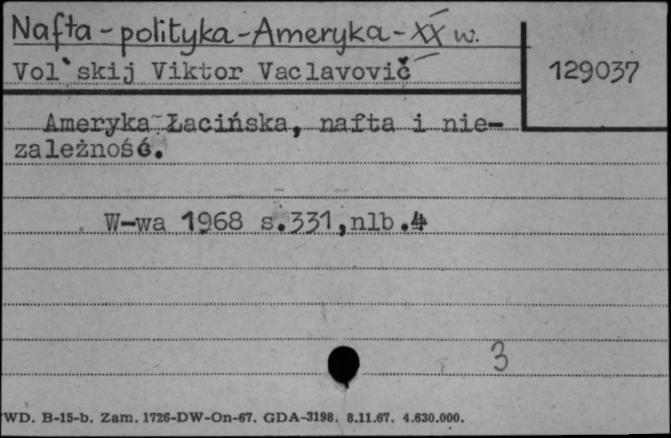 Nafta-polityka-Ameryka-XX w.
Vol'skij Viktor Vaclavovič
129037
Ameryka Łacińska, nafta i nie-
zależność.
W-wa 1968 s.331,nlb.4
3
WD. B-15-b. Zam. 1726-DW-On-67. GDA-3198. 8.11.67. 4.630.000.